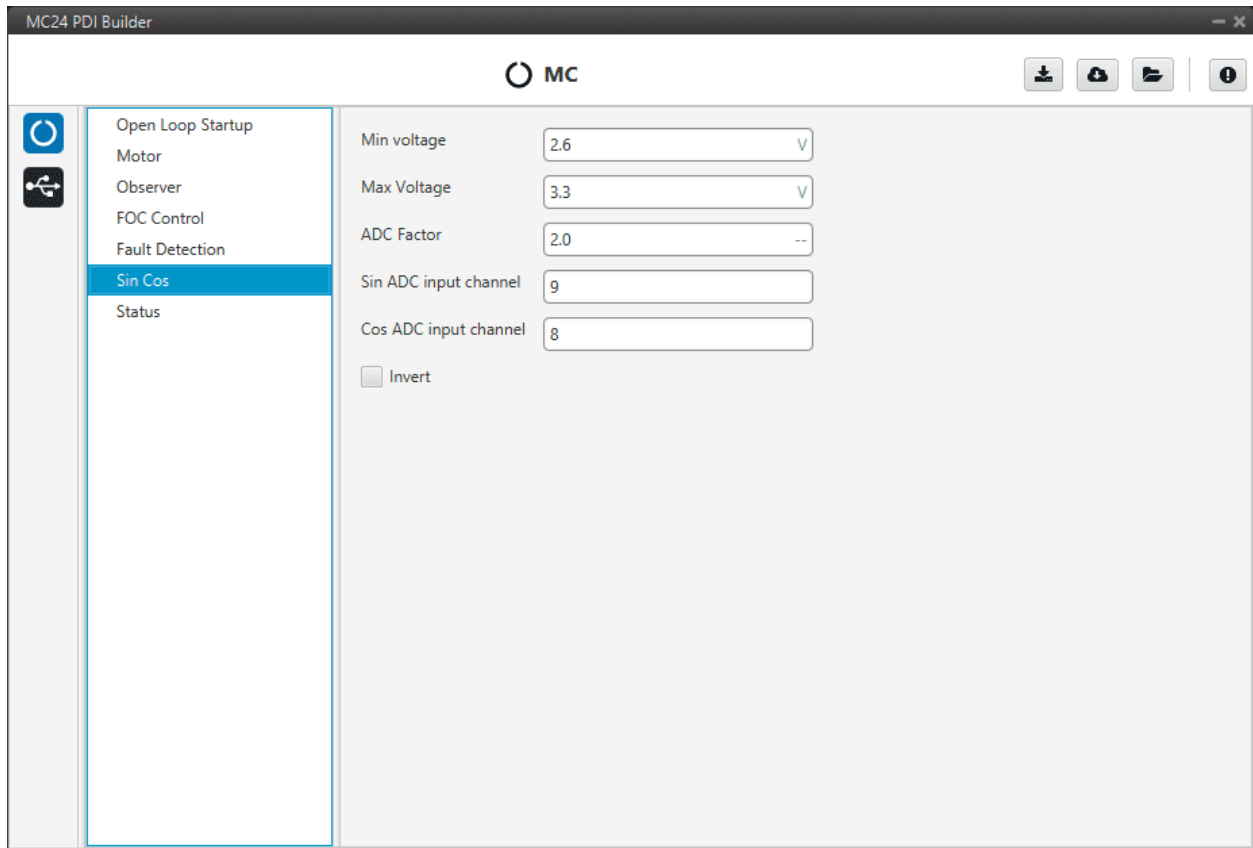 MC24 PDI Builder
MC
Open Loop Startup
Motor
Observer
FOC Control
Fault Detection
Sin Cos
Status
Min voltage 2.6 V
Max Voltage 3.3 V
ADC Factor 2.0 --
Sin ADC input channel 9
Cos ADC input channel 8
Invert